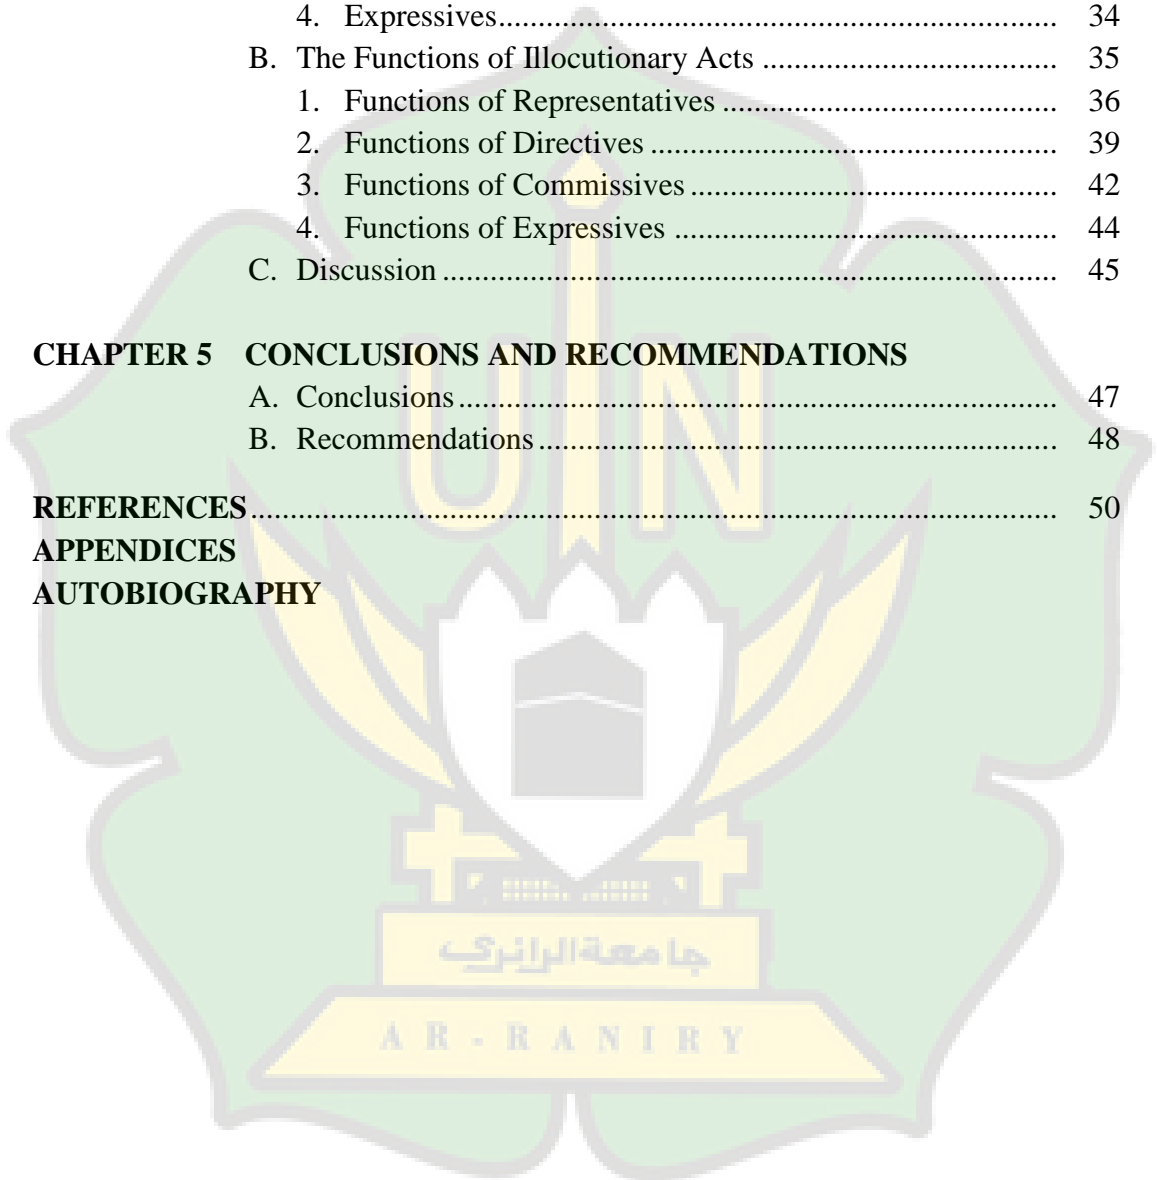 4. Expressives...................................................................... 34
B. The Functions of Illocutionary Acts ..................................... 35
1. Functions of Representatives .......................................... 36
2. Functions of Directives ................................................... 39
3. Functions of Commissives .............................................. 42
4. Functions of Expressives ................................................ 44
C. Discussion ............................................................................. 45
CHAPTER 5 CONCLUSIONS AND RECOMMENDATIONS
A. Conclusions ........................................................................... 47
B. Recommendations ................................................................. 48
REFERENCES ..................................................................................................... 50
APPENDICES
AUTOBIOGRAPHY
UIN
جامعةالرانري
AR-RANIRY